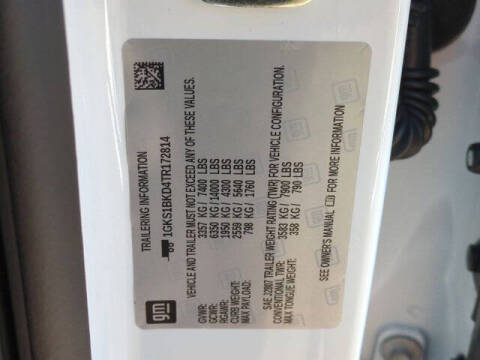 TRAILERING INFORMATION
1GKS1BKD4TR172814
VEHICLE AND TRAILER MUST NOT EXCEED ANY OF THESE VALUES.
GVWR: 3357 KG / 7400 LBS
GCWR: 6350 KG / 14000 LBS
RGAWR: 1950 KG / 4300 LBS
CURB WEIGHT: 2559 KG / 5640 LBS
MAX PAYLOAD: 798 KG / 1760 LBS
SAE J2807 TRAILER WEIGHT RATING (TWR) FOR VEHICLE CONFIGURATION.
CONVENTIONAL TWR: 3583 KG / 7900 LBS
MAX TONGUE WEIGHT: 358 KG / 790 LBS
SEE OWNER'S MANUAL FOR MORE INFORMATION
gm